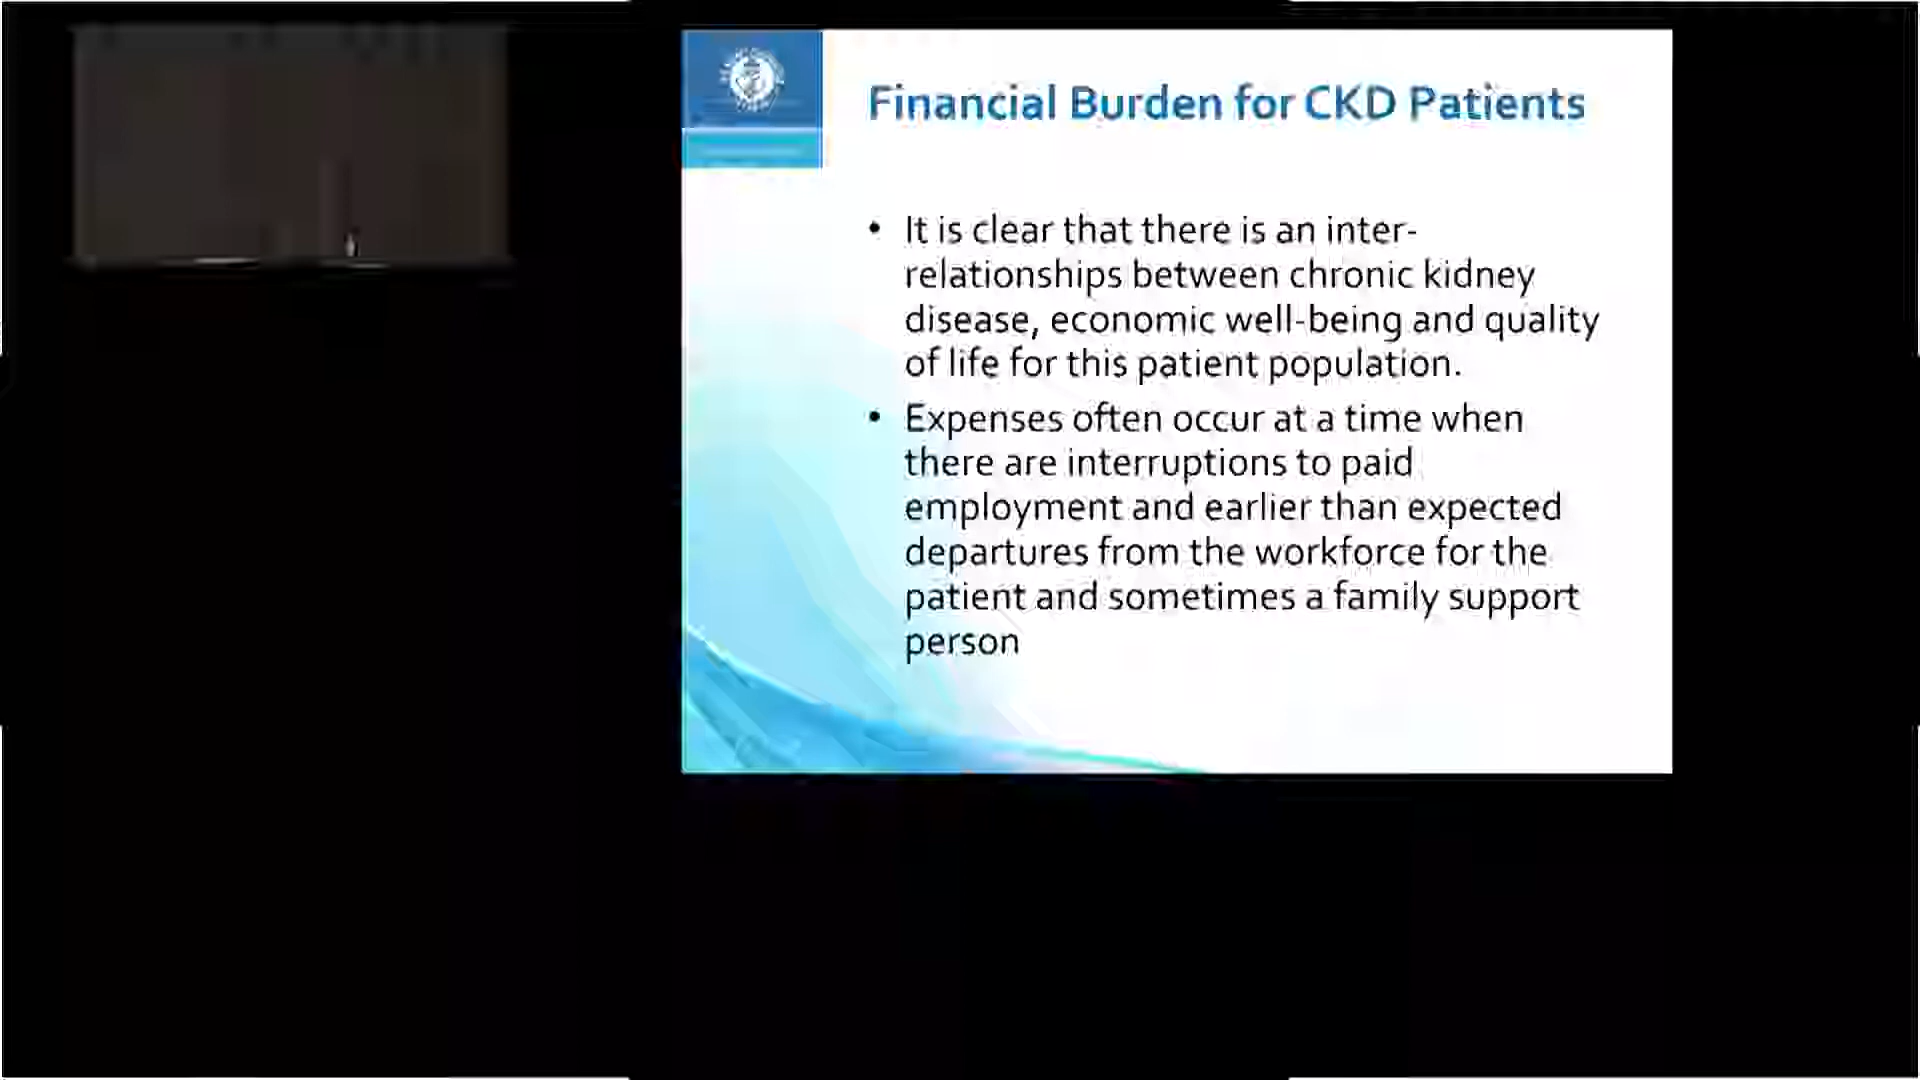 Financial Burden for CKD Patients
• It is clear that there is an inter-
relationships between chronic kidney
disease, economic well-being and quality
of life for this patient population.
• Expenses often occur at a time when
there are interruptions to paid
employment and earlier than expected
departures from the workforce for the
patient and sometimes a family support
person